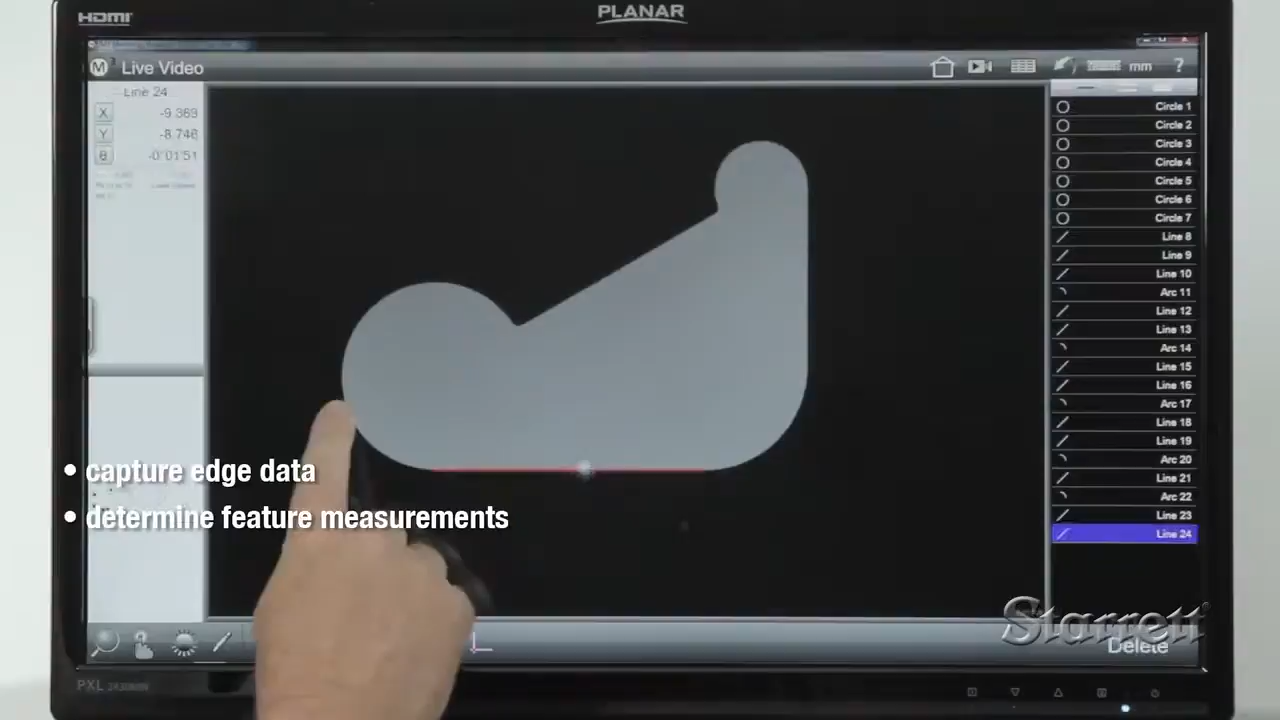 HDMI
PLANAR
M
Live Video
mm
?
Line 24
X -9.369
Y -8.746
θ -0°01'51
Circle 1
Circle 2
Circle 3
Circle 4
Circle 5
Circle 6
Circle 7
Line 8
Line 9
Line 10
Arc 11
Line 12
Line 13
Arc 14
Line 15
Line 16
Arc 17
Line 18
Line 19
Arc 20
Line 21
Arc 22
Line 23
Line 24
• capture edge data
• determine feature measurements
Starrett
Delete
PXL